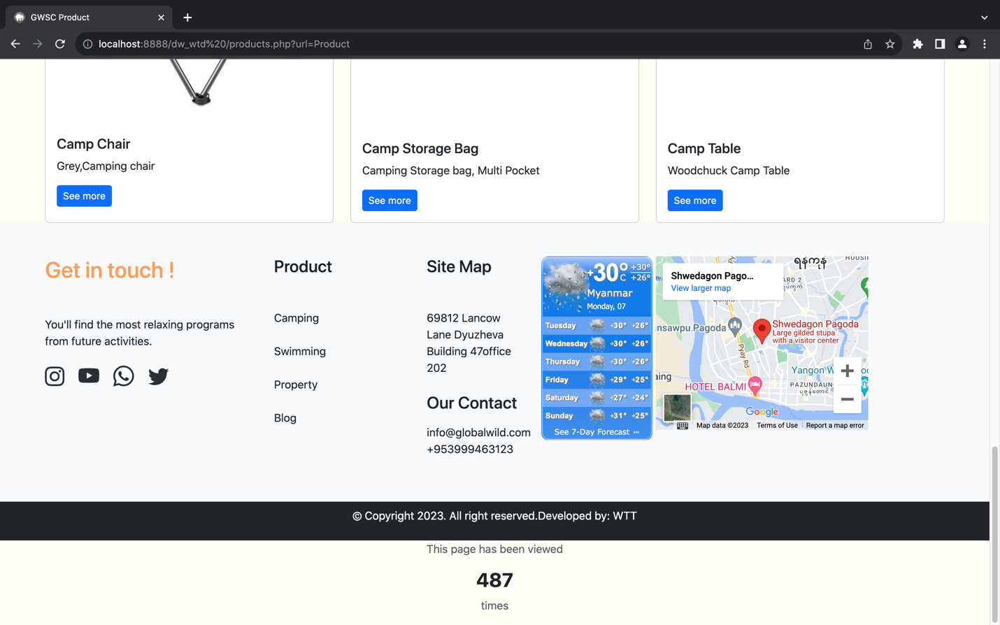 GWSC Product
localhost:8888/dw_wtd%20/products.php?url=Product
Camp Chair
Grey,Camping chair
See more
Camp Storage Bag
Camping Storage bag, Multi Pocket
See more
Camp Table
Woodchuck Camp Table
See more
Get in touch !
You'll find the most relaxing programs
from future activities.
Product
Camping
Swimming
Property
Blog
Site Map
69812 Lancow
Lane Dyuzheva
Building 47office
202
Our Contact
info@globalwild.com
+953999463123
+30°C +30° +26°
Myanmar
Monday, 07
Tuesday +30° +26°
Wednesday +30° +26°
Thursday +30° +26°
Friday +29° +25°
Saturday +27° +24°
Sunday +31° +25°
See 7-Day Forecast
Shwedagon Pago...
View larger map
ARD 2
ရန်ကုန်
nsawpu Pagoda
Shwedagon Pagoda
Large gilded stupa
with a visitor center
Pyay Rd
Yangon
aing
HOTEL BALMI
PAZUNDAUN
Google
Map data ©2023 Terms of Use Report a map error
© Copyright 2023. All right reserved.Developed by: WTT
This page has been viewed
487
times